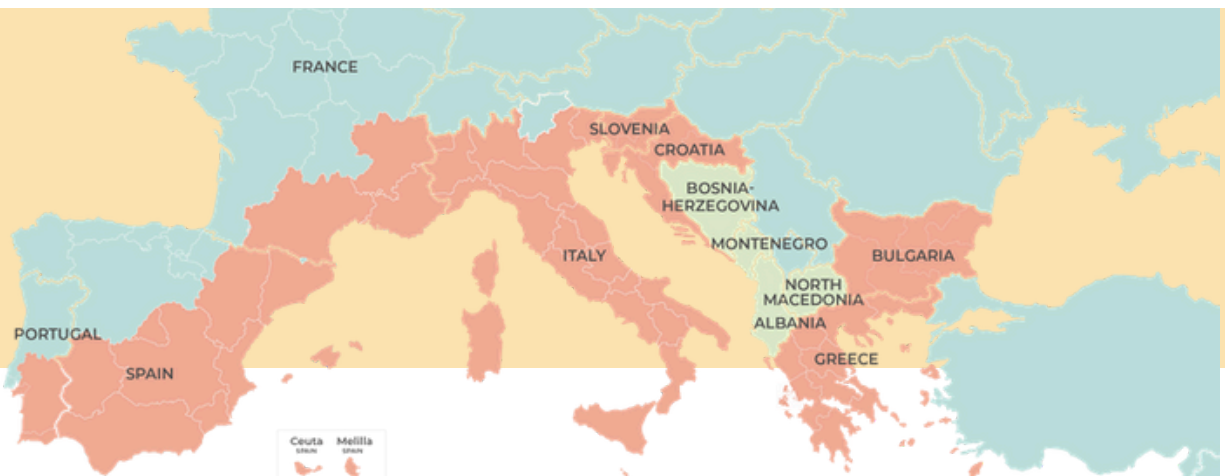 FRANCE
SLOVENIA
CROATIA
BOSNIA-
HERZEGOVINA
MONTENEGRO
ITALY
BULGARIA
NORTH
MACEDONIA
ALBANIA
PORTUGAL
GREECE
SPAIN
Ceuta
SPAIN
Melilla
SPAIN